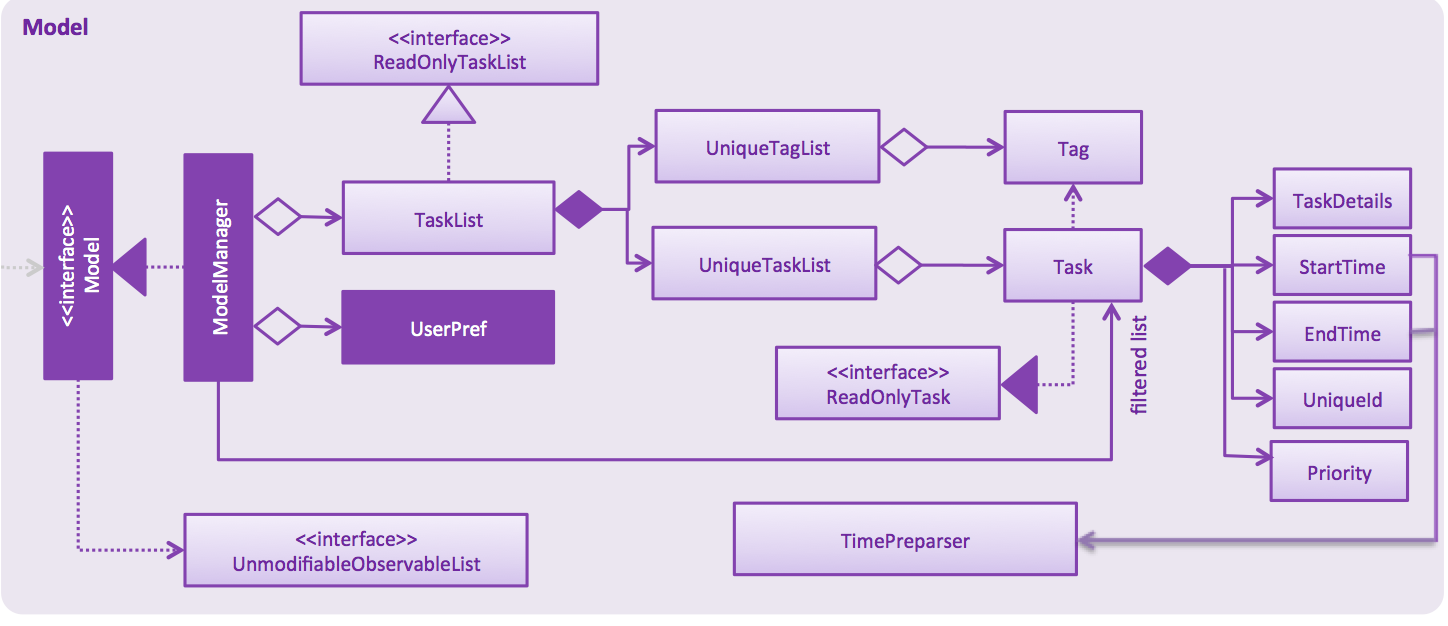 Model
<<interface>>
ReadOnlyTaskList
UniqueTagList
Tag
<<interface>>
Model
ModelManager
TaskList
UniqueTaskList
Task
TaskDetails
StartTime
EndTime
UniqueId
Priority
UserPref
<<interface>>
ReadOnlyTask
filtered list
<<interface>>
UnmodifiableObservableList
TimePreparser